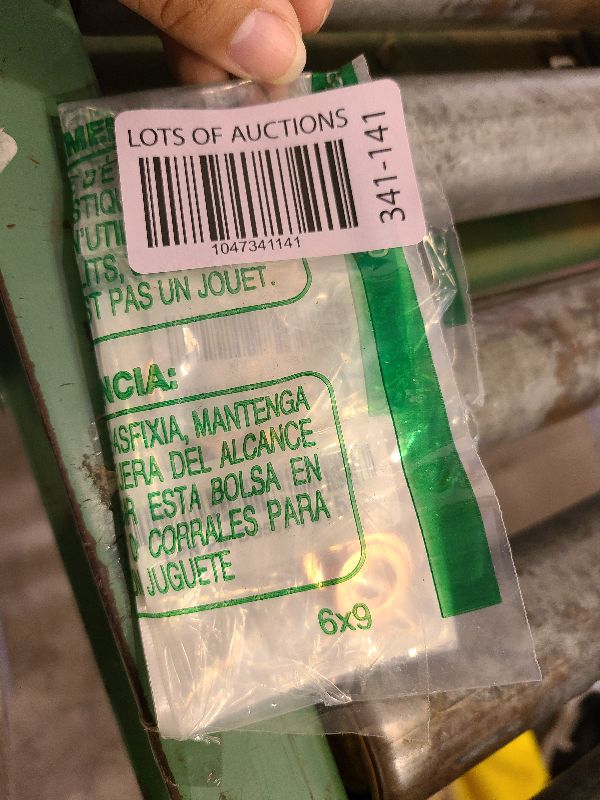 LOTS OF AUCTIONS
341-141
1047341141
ST PAS UN JOUET.
NCIA:
ASFIXIA, MANTENGA
ERA DEL ALCANCE
R ESTA BOLSA EN
CORRALES PARA
JUGUETE
6x9